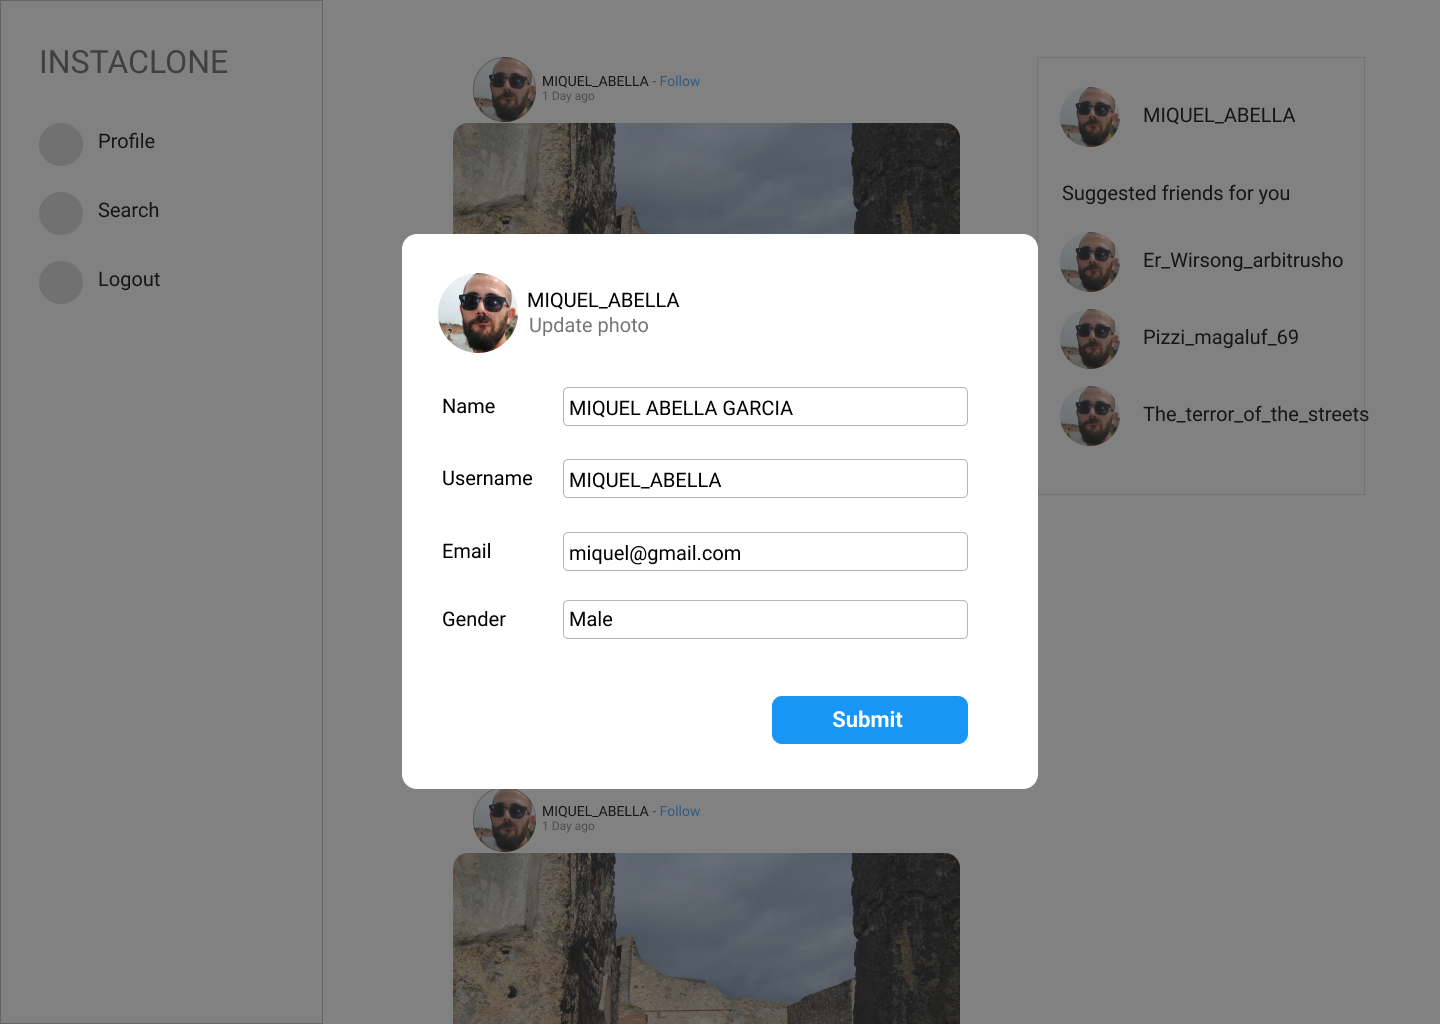 INSTACLONE
Profile
Search
Logout
MIQUEL_ABELLA - Follow
1 Day ago
MIQUEL_ABELLA
Update photo
Name
MIQUEL ABELLA GARCIA
Username
MIQUEL_ABELLA
Email
miquel@gmail.com
Gender
Male
Submit
MIQUEL_ABELLA - Follow
1 Day ago
MIQUEL_ABELLA
Suggested friends for you
Er_Wirsong_arbitrusho
Pizzi_magaluf_69
The_terror_of_the_streets